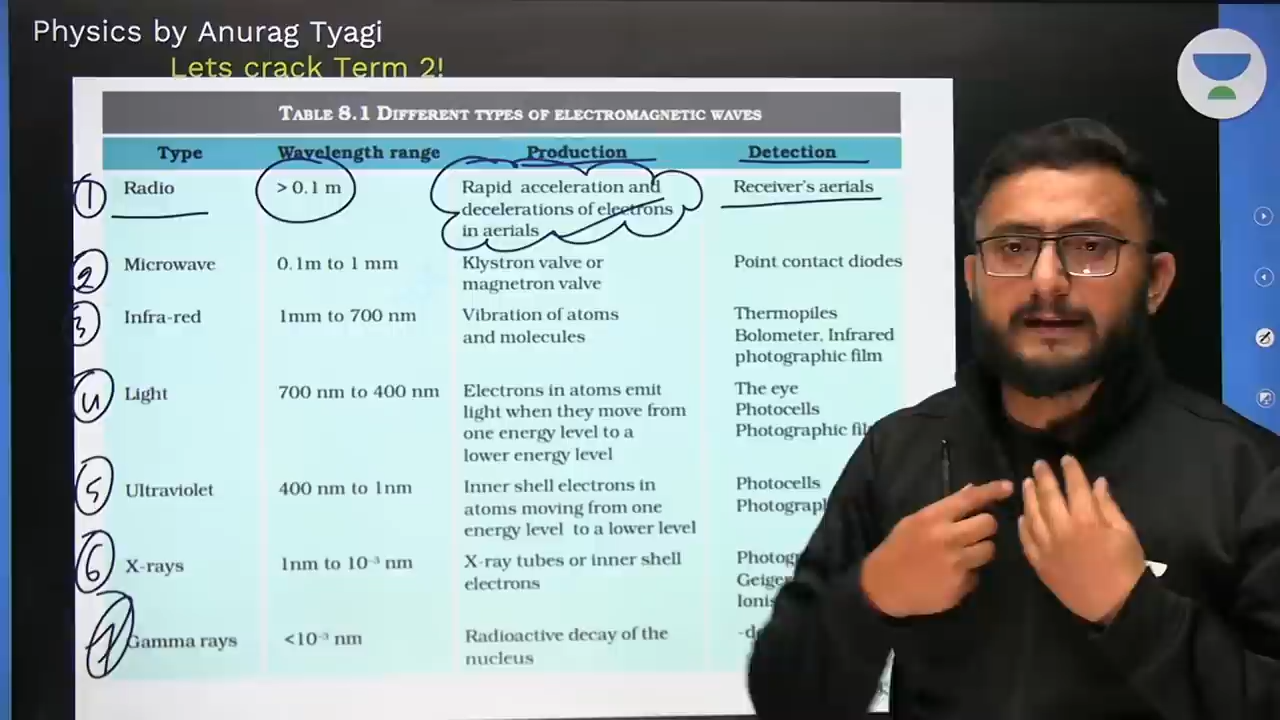 Physics by Anurag Tyagi
Lets crack Term 2!
TABLE 8.1 DIFFERENT TYPES OF ELECTROMAGNETIC WAVES
Type Wavelength range Production Detection
1 Radio > 0.1 m Rapid acceleration and Receiver's aerials
decelerations of electrons
in aerials
2 Microwave 0.1m to 1 mm Klystron valve or Point contact diodes
magnetron valve
3 Infra-red 1mm to 700 nm Vibration of atoms Thermopiles
and molecules Bolometer, Infrared
photographic film
4 Light 700 nm to 400 nm Electrons in atoms emit The eye
light when they move from Photocells
one energy level to a Photographic
lower energy level
5 Ultraviolet 400 nm to 1nm Inner shell electrons in Photocells
atoms moving from one
energy level to a lower level
6 X-rays 1nm to 10⁻³ nm X-ray tubes or inner shell
electrons
7 Gamma rays <10⁻³ nm Radioactive decay of the
nucleus